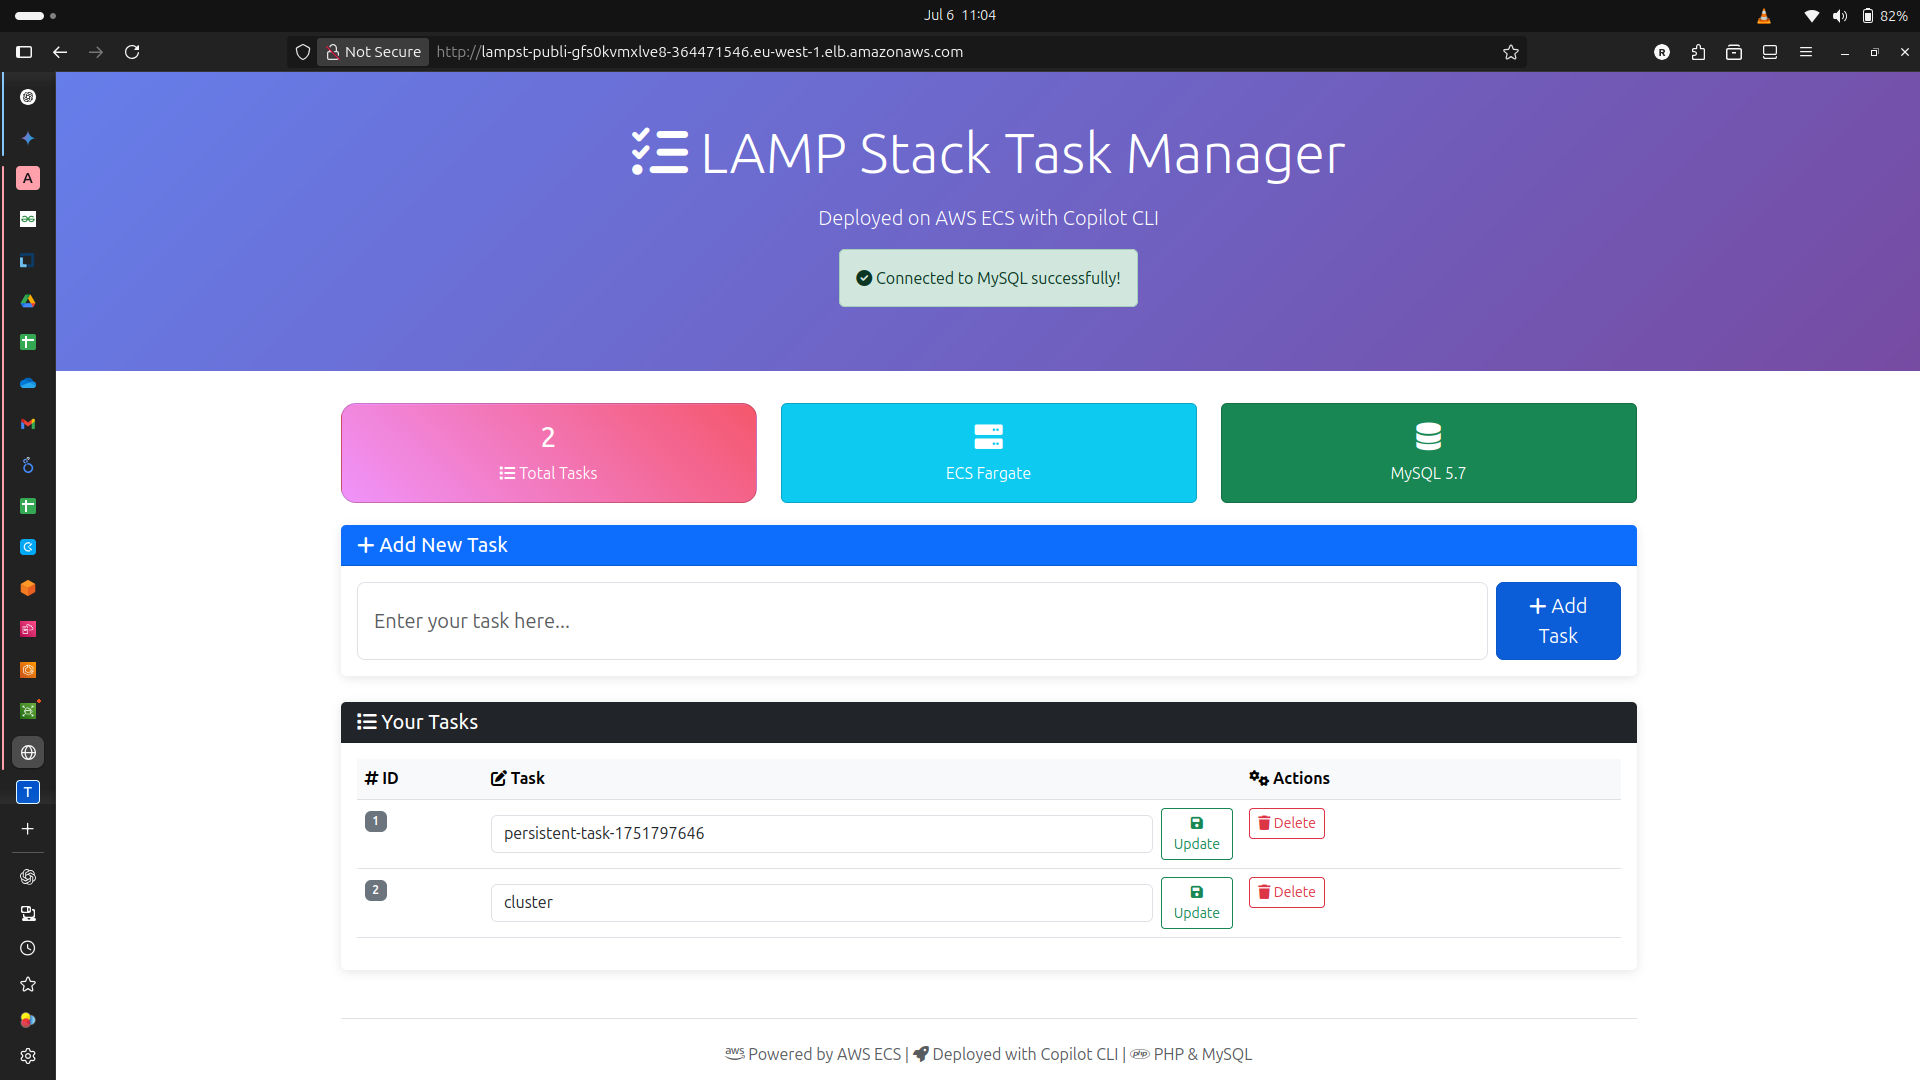 Jul 6 11:04
82%
Not Secure
http://lampst-publi-gfs0kvmxlve8-364471546.eu-west-1.elb.amazonaws.com
R
A
LAMP Stack Task Manager
Deployed on AWS ECS with Copilot CLI
Connected to MySQL successfully!
2
Total Tasks
ECS Fargate
MySQL 5.7
Add New Task
Enter your task here...
+ Add
Task
Your Tasks
# ID
Task
Actions
1
persistent-task-1751797646
Update
Delete
2
cluster
Update
Delete
T
aws Powered by AWS ECS | Deployed with Copilot CLI | php PHP & MySQL